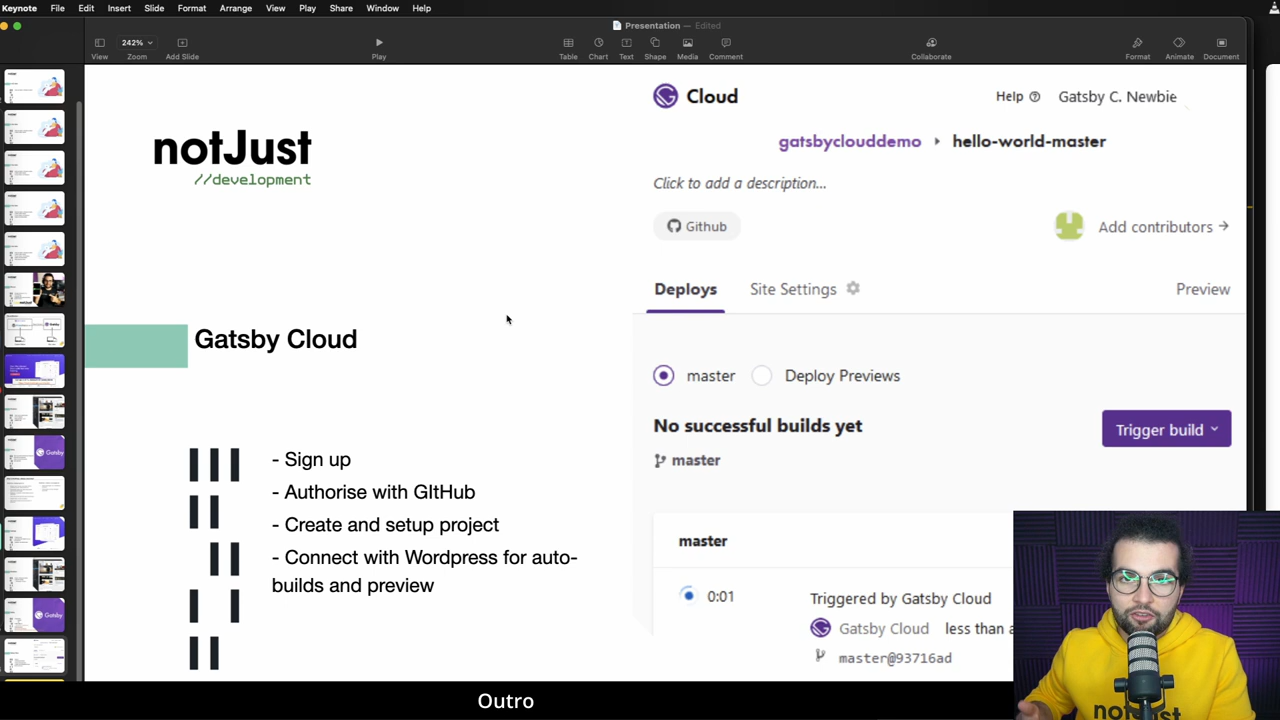 Keynote File Edit Insert Slide Format Arrange View Play Share Window Help
Presentation — Edited
242%
View Zoom Add Slide Play Table Chart Text Shape Media Comment Collaborate Format Animate Document
Cloud
Help
Gatsby C. Newbie
notJust
//development
gatsbyclouddemo hello-world-master
Click to add a description...
Github
Add contributors
Deploys Site Settings Preview
Gatsby Cloud
master Deploy Previews
No successful builds yet
Trigger build
master
- Sign up
- Authorise with GItHub
- Create and setup project
- Connect with Wordpress for auto-
builds and preview
master
0:01
Triggered by Gatsby Cloud
Gatsby Cloud less than a
master@93716ad
notJust
Outro